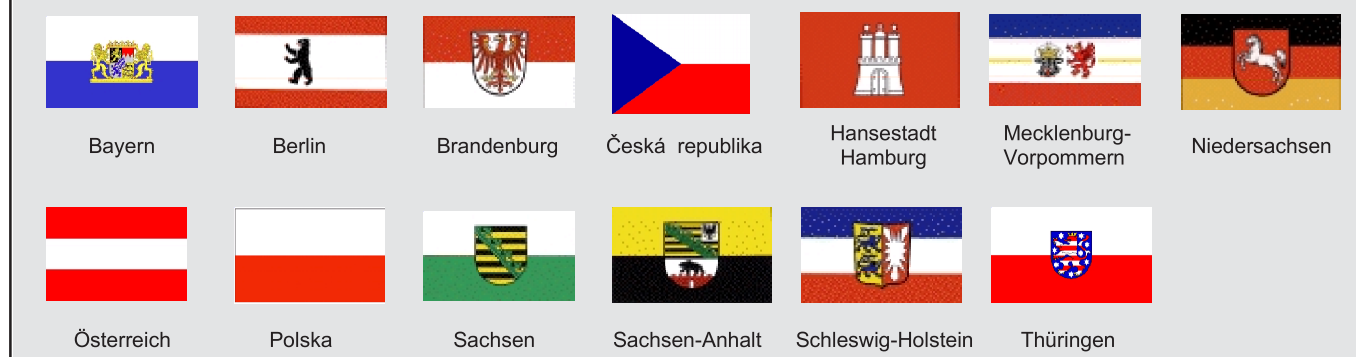 Bayern
Berlin
Brandenburg
Česká republika
Hansestadt
Hamburg
Mecklenburg-
Vorpommern
Niedersachsen
Österreich
Polska
Sachsen
Sachsen-Anhalt
Schleswig-Holstein
Thüringen